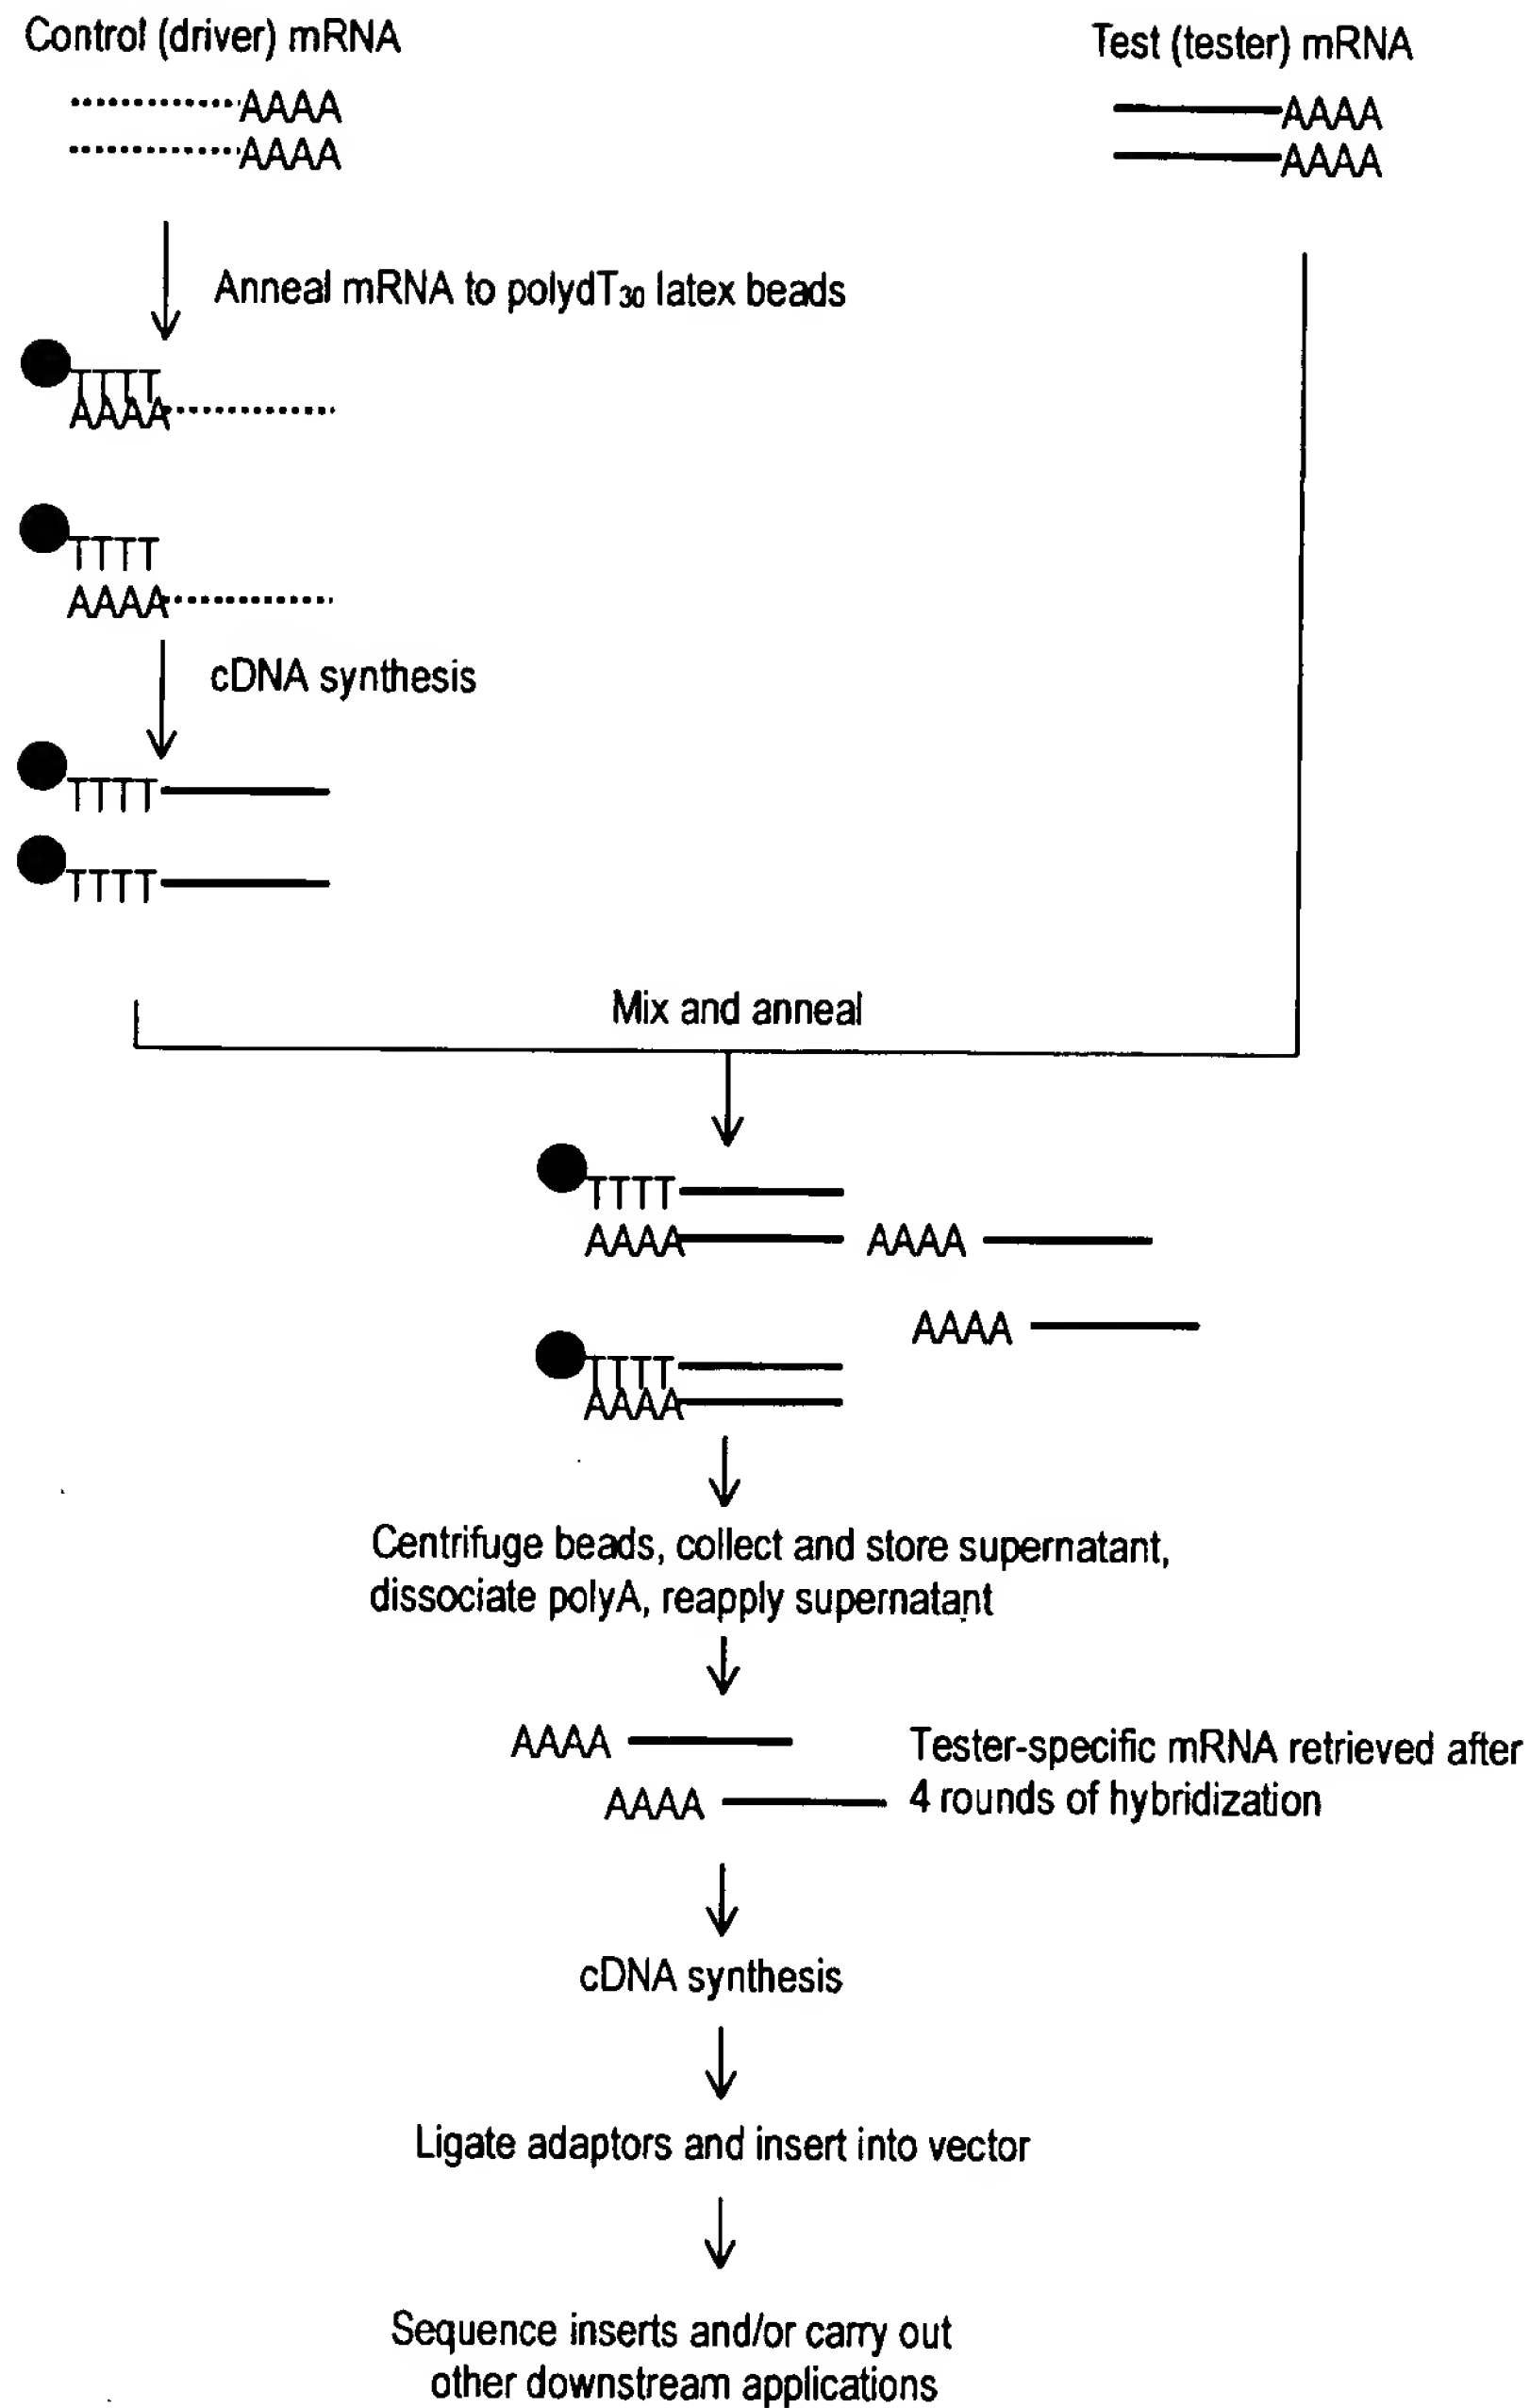 Control (driver) mRNA
Test (tester) mRNA
AAAA
AAAA
AAAA
AAAA
Anneal mRNA to polydT30 latex beads
TTTT
AAAA
TTTT
AAAA
cDNA synthesis
TTTT
TTTT
Mix and anneal
TTTT
AAAA AAAA
AAAA
TTTT
AAAA
Centrifuge beads, collect and store supernatant,
dissociate polyA, reapply supernatant
AAAA
Tester-specific mRNA retrieved after
AAAA
4 rounds of hybridization
cDNA synthesis
Ligate adaptors and insert into vector
Sequence inserts and/or carry out
other downstream applications